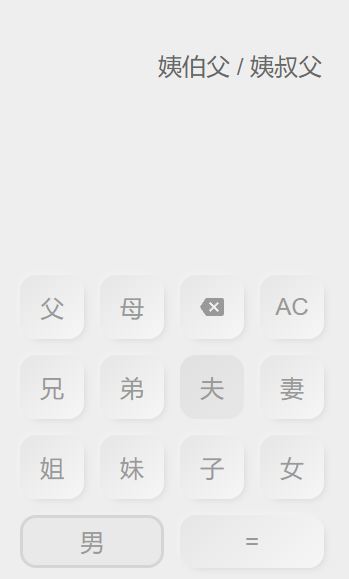 姨伯父 / 姨叔父
父 母 AC
兄 弟 夫 妻
姐 妹 子 女
男 =